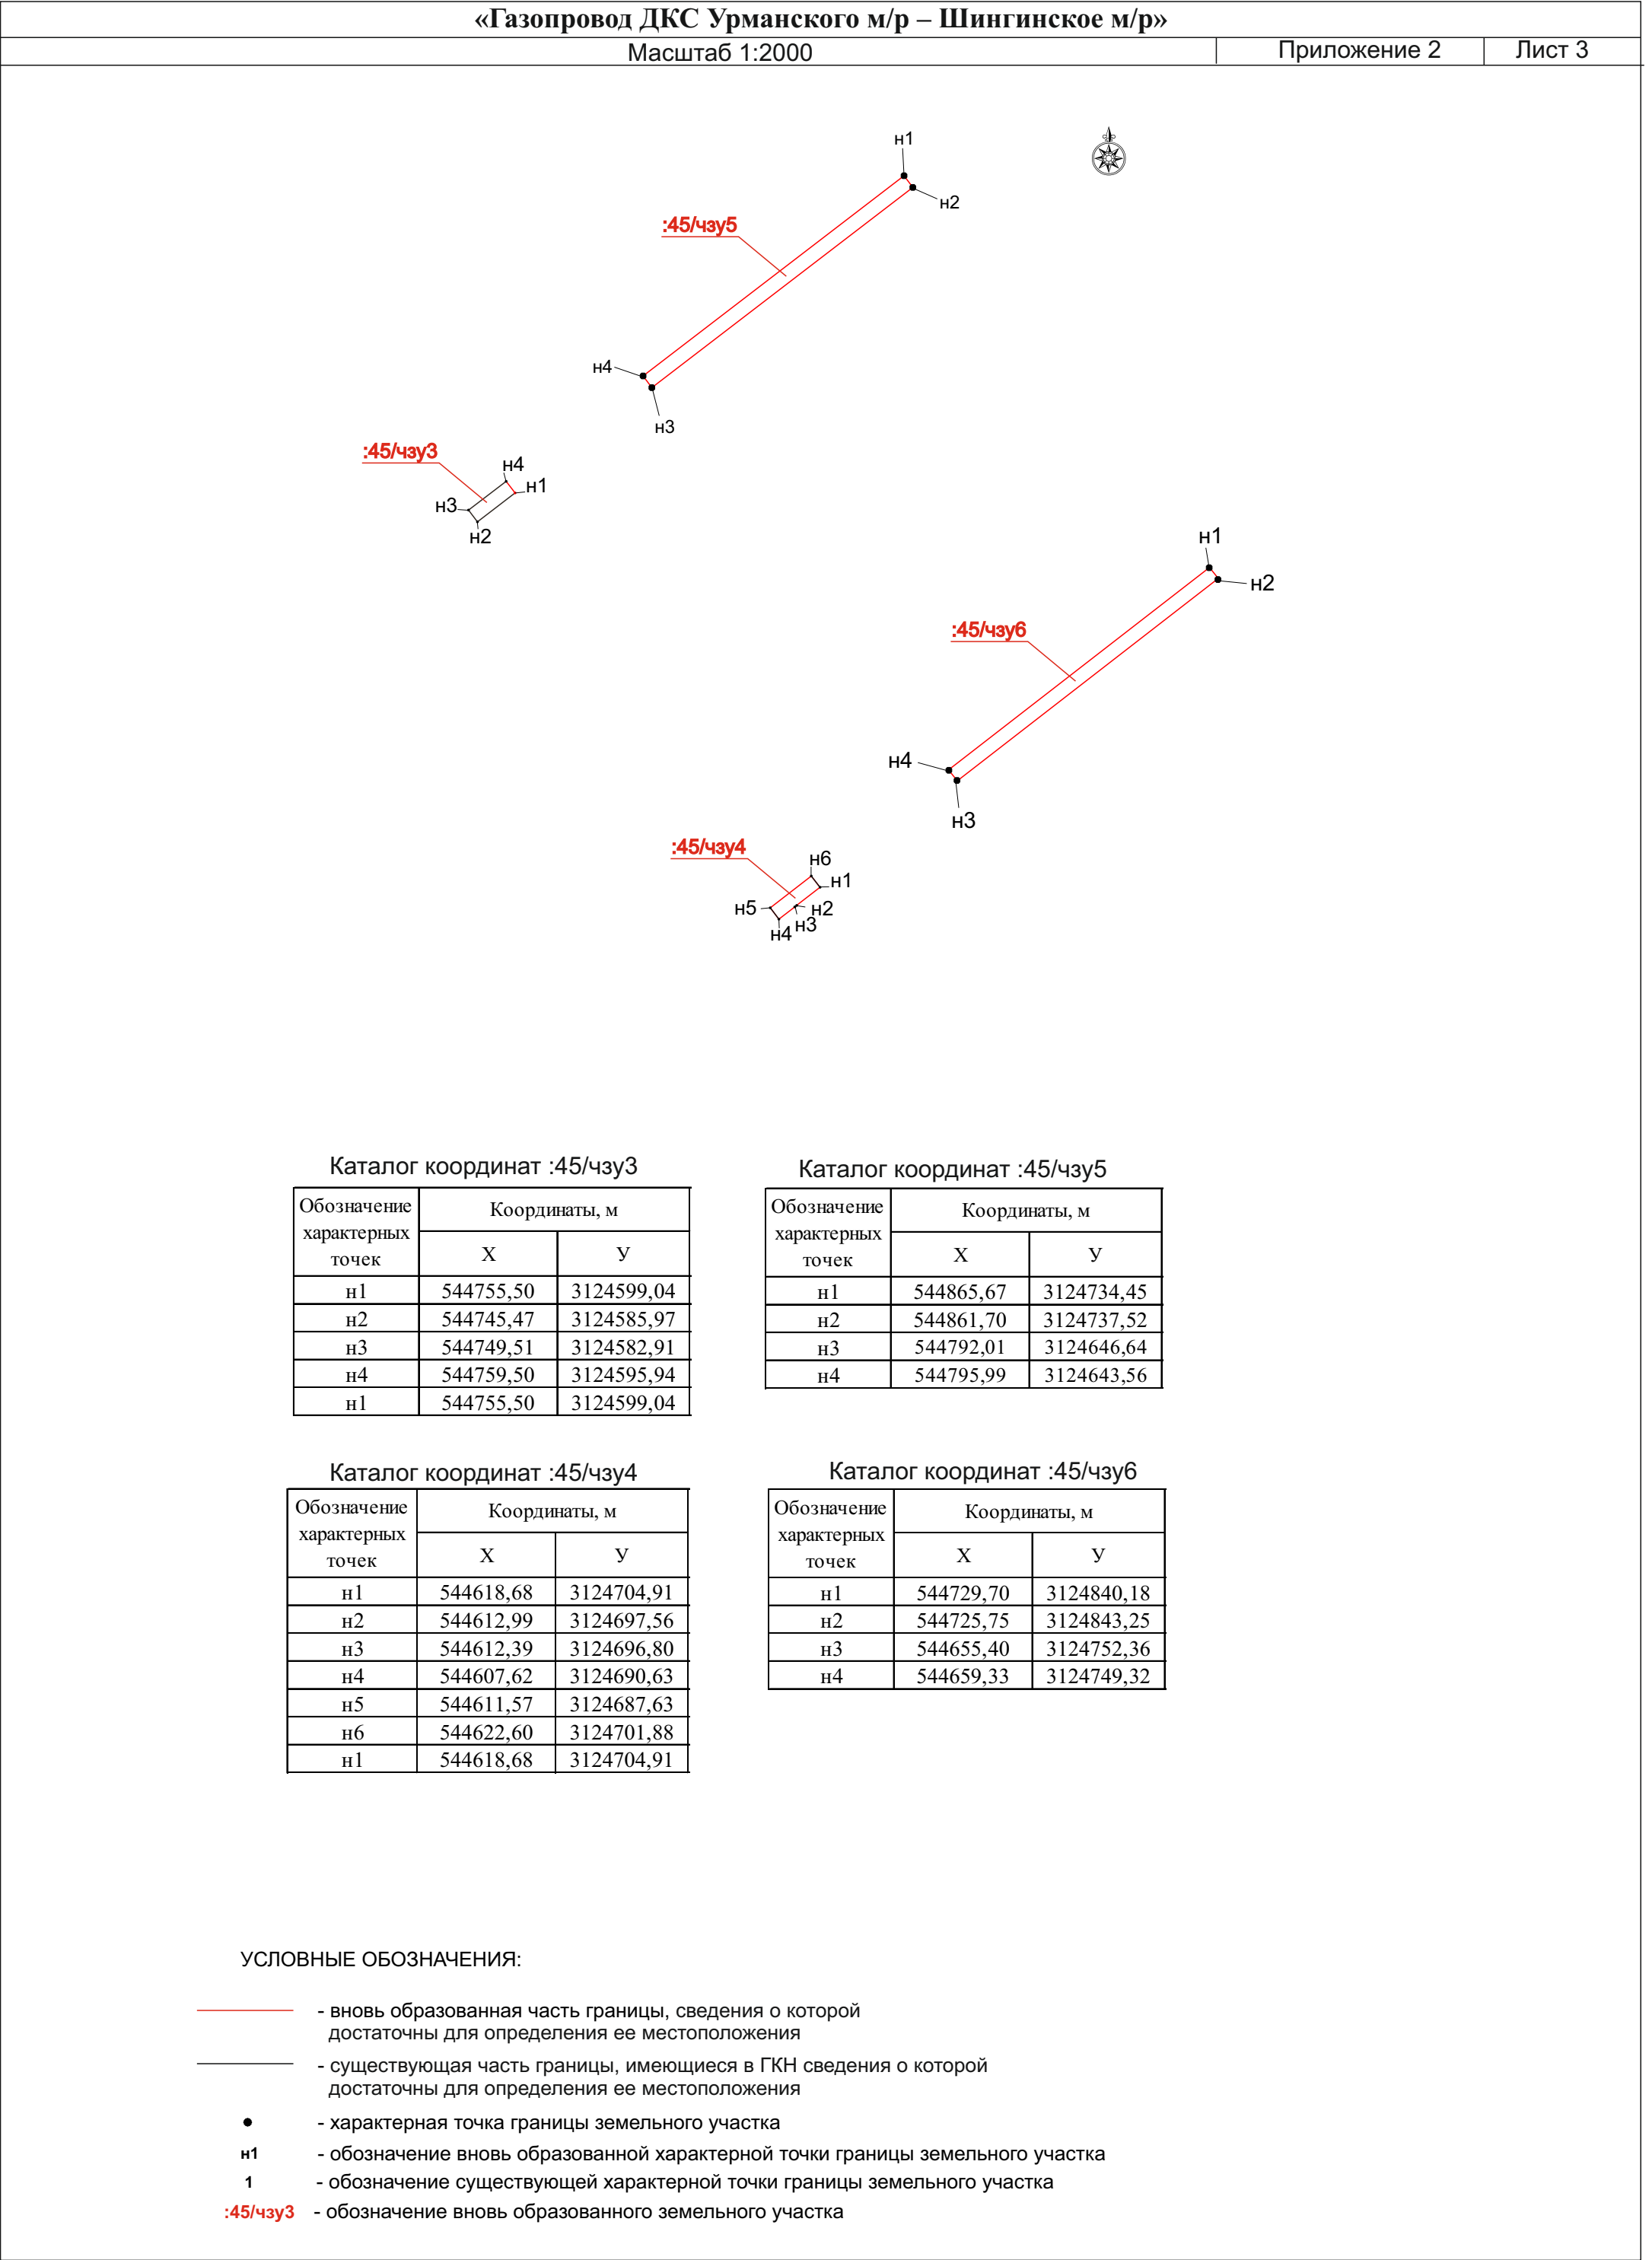 «Газопровод ДКС Урманского м/р – Шингинское м/р»
Масштаб 1:2000 Приложение 2 Лист 3
н1
н2
:45/чзу5
н4
н3
:45/чзу3
н4
н1
н3
н2
н1
н2
:45/чзу6
н4
н3
:45/чзу4
н6
н1
н5
н2
н3
н4
Каталог координат :45/чзу3
Обозначение характерных точек Координаты, м
Х У
н1 544755,50 3124599,04
н2 544745,47 3124585,97
н3 544749,51 3124582,91
н4 544759,50 3124595,94
н1 544755,50 3124599,04
Каталог координат :45/чзу5
Обозначение характерных точек Координаты, м
Х У
н1 544865,67 3124734,45
н2 544861,70 3124737,52
н3 544792,01 3124646,64
н4 544795,99 3124643,56
Каталог координат :45/чзу4
Обозначение характерных точек Координаты, м
Х У
н1 544618,68 3124704,91
н2 544612,99 3124697,56
н3 544612,39 3124696,80
н4 544607,62 3124690,63
н5 544611,57 3124687,63
н6 544622,60 3124701,88
н1 544618,68 3124704,91
Каталог координат :45/чзу6
Обозначение характерных точек Координаты, м
Х У
н1 544729,70 3124840,18
н2 544725,75 3124843,25
н3 544655,40 3124752,36
н4 544659,33 3124749,32
УСЛОВНЫЕ ОБОЗНАЧЕНИЯ:
- вновь образованная часть границы, сведения о которой
достаточны для определения ее местоположения
- существующая часть границы, имеющиеся в ГКН сведения о которой
достаточны для определения ее местоположения
- характерная точка границы земельного участка
н1 - обозначение вновь образованной характерной точки границы земельного участка
1 - обозначение существующей характерной точки границы земельного участка
:45/чзу3 - обозначение вновь образованного земельного участка